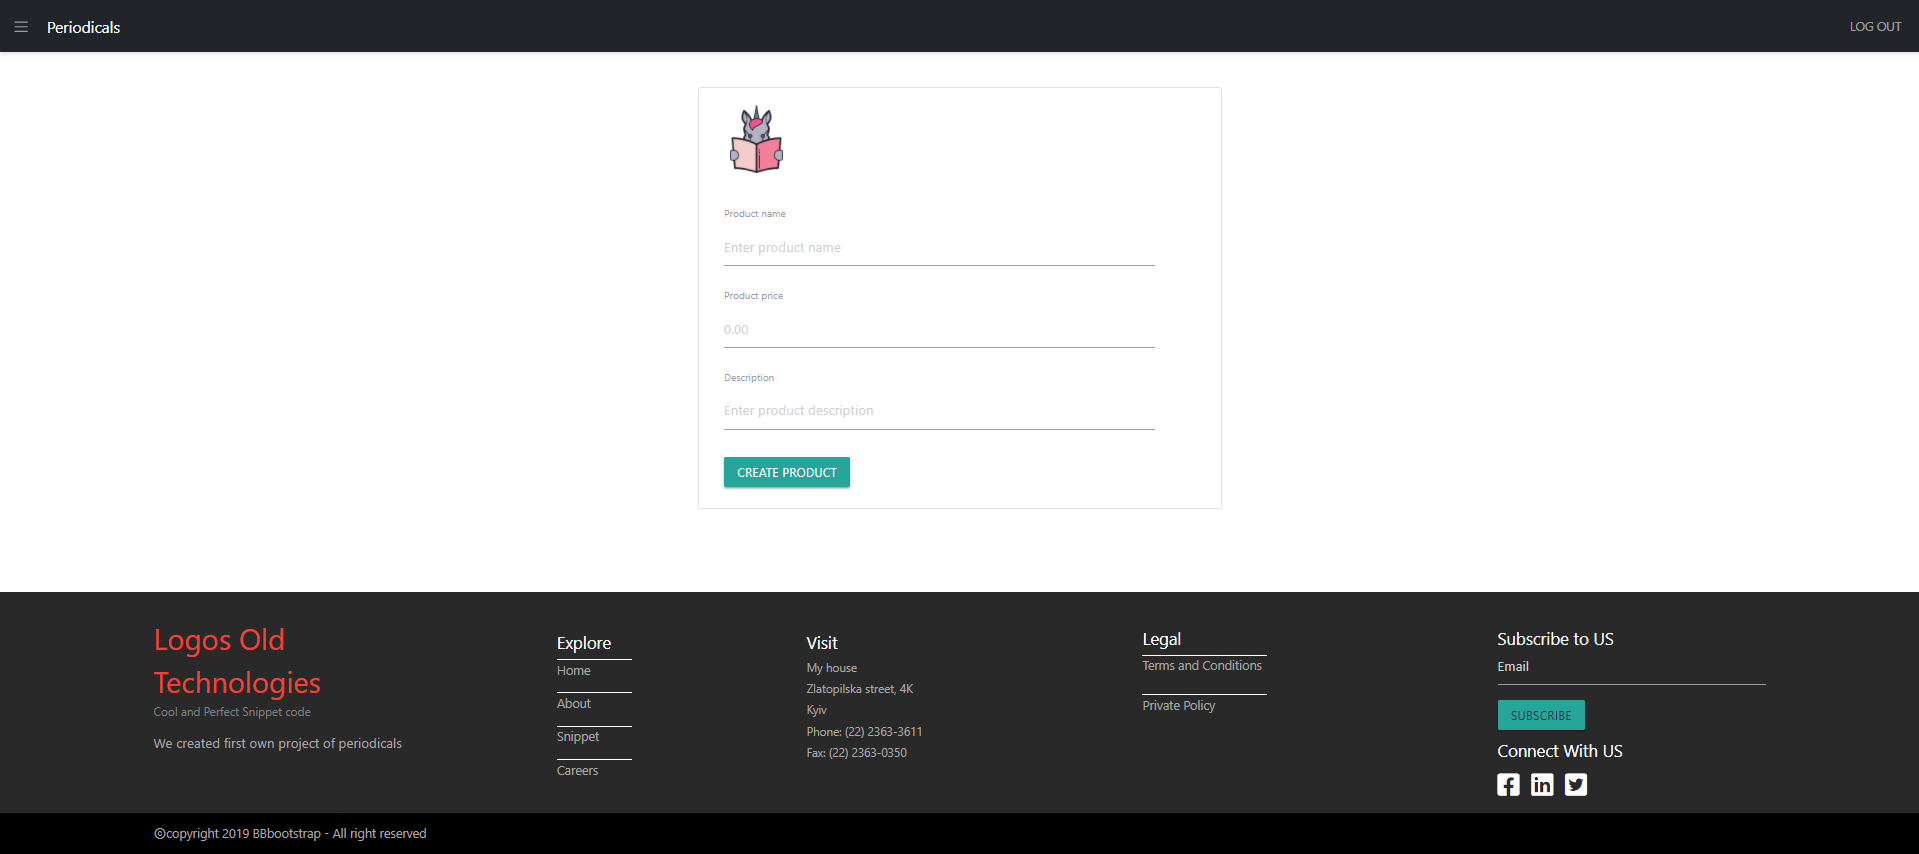 Periodicals
LOG OUT
Product name
Enter product name
Product price
0.00
Description
Enter product description
CREATE PRODUCT
Logos Old
Technologies
Cool and Perfect Snippet code
We created first own project of periodicals
Explore
Home
About
Snippet
Careers
Visit
My house
Zlatopilska street, 4K
Kyiv
Phone: (22) 2363-3611
Fax: (22) 2363-0350
Legal
Terms and Conditions
Private Policy
Subscribe to US
Email
SUBSCRIBE
Connect With US
©copyright 2019 BBbootstrap - All right reserved